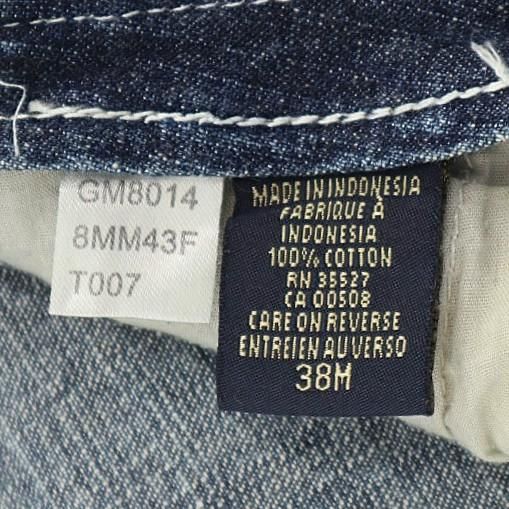 GM8014
8MM43F
T007
MADE IN INDONESIA
FABRIQUE À
INDONESIA
100% COTTON
RN 35527
CA 00508
CARE ON REVERSE
ENTREIEN AU VERSO
38M